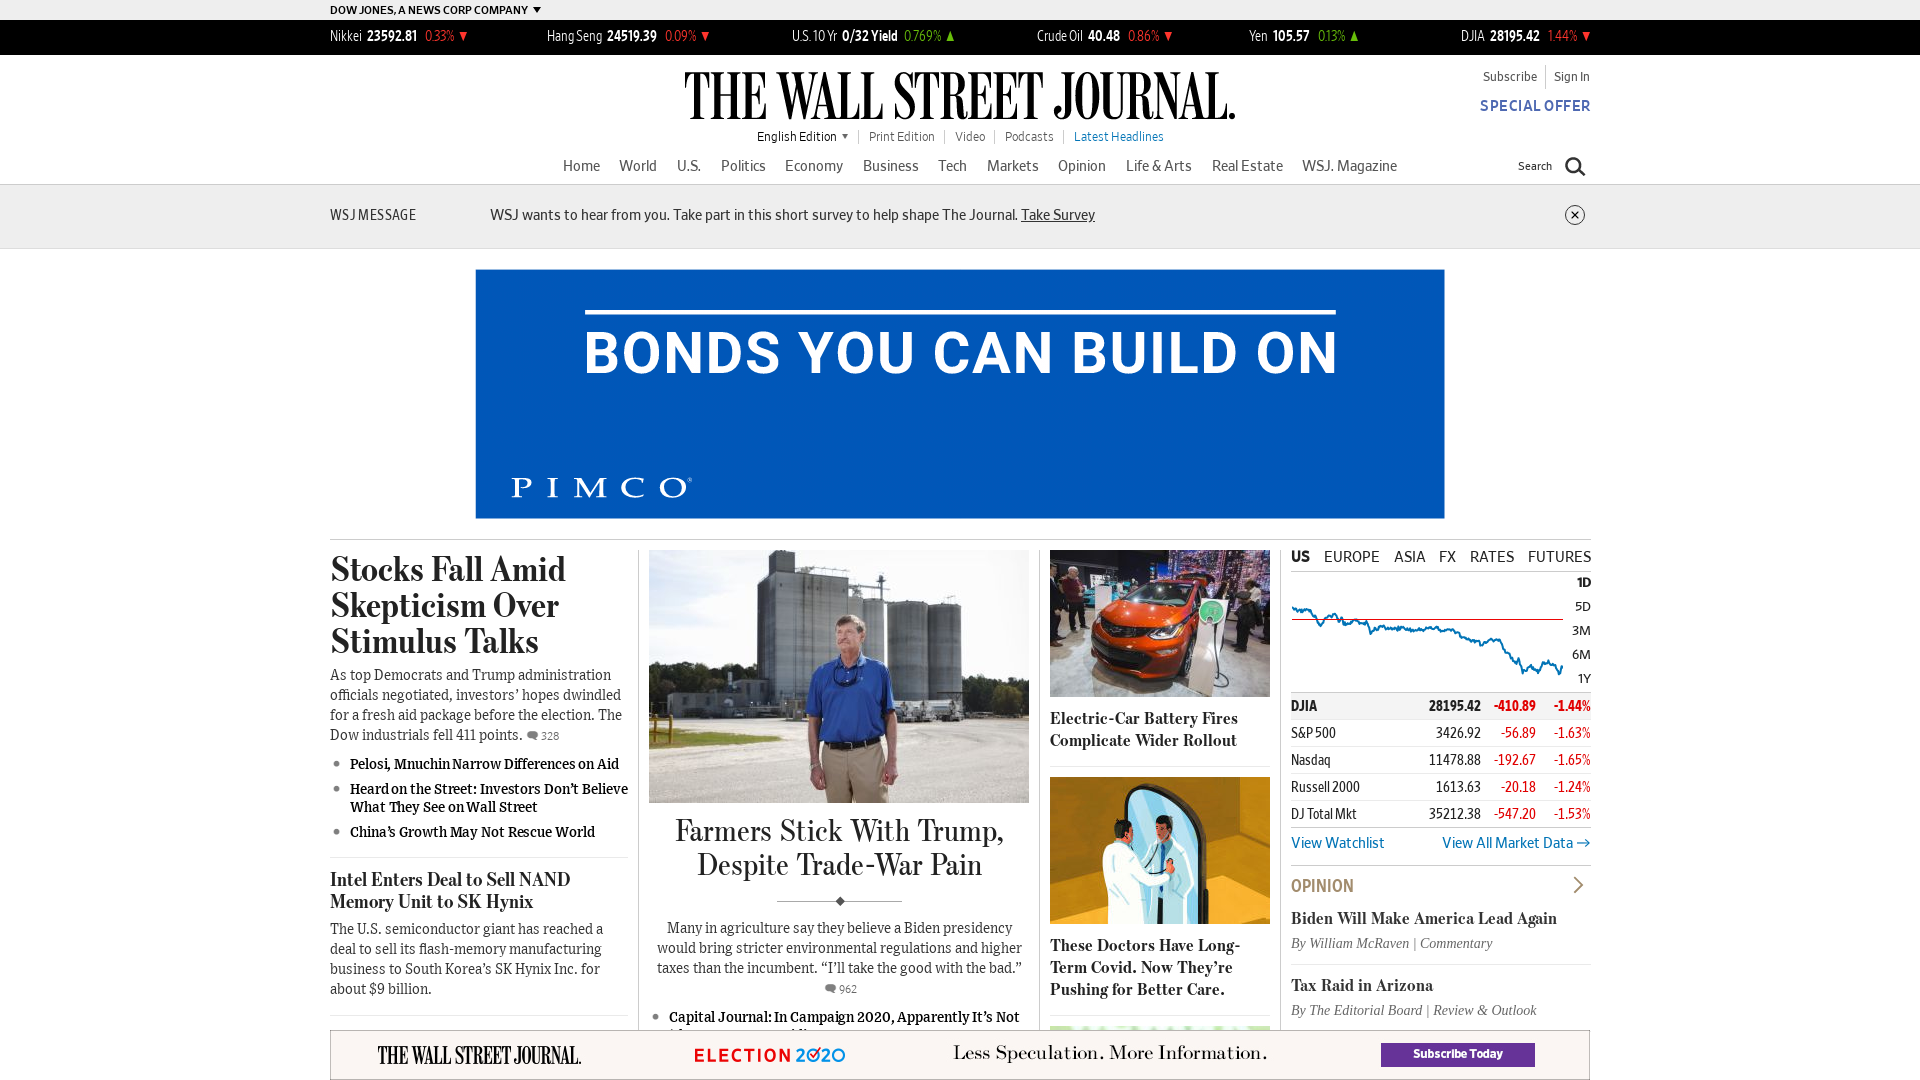 DOW JONES, A NEWS CORP COMPANY
Nikkei 23592.81 0.33% Hang Seng 24519.39 0.09% U.S. 10 Yr 0/32 Yield 0.769% Crude Oil 40.48 0.86% Yen 105.57 0.13% DJIA 28195.42 1.44%
THE WALL STREET JOURNAL.
Subscribe Sign In
SPECIAL OFFER
English Edition Print Edition Video Podcasts Latest Headlines
Home World U.S. Politics Economy Business Tech Markets Opinion Life & Arts Real Estate WSJ. Magazine Search
WSJ MESSAGE WSJ wants to hear from you. Take part in this short survey to help shape The Journal. Take Survey
BONDS YOU CAN BUILD ON
PIMCO®
Stocks Fall Amid
Skepticism Over
Stimulus Talks
As top Democrats and Trump administration
officials negotiated, investors’ hopes dwindled
for a fresh aid package before the election. The
Dow industrials fell 411 points. 328
Pelosi, Mnuchin Narrow Differences on Aid
Heard on the Street: Investors Don’t Believe
What They See on Wall Street
China’s Growth May Not Rescue World
Intel Enters Deal to Sell NAND
Memory Unit to SK Hynix
The U.S. semiconductor giant has reached a
deal to sell its flash-memory manufacturing
business to South Korea’s SK Hynix Inc. for
about $9 billion.
Farmers Stick With Trump,
Despite Trade-War Pain
Many in agriculture say they believe a Biden presidency
would bring stricter environmental regulations and higher
taxes than the incumbent. “I’ll take the good with the bad.”
962
Capital Journal: In Campaign 2020, Apparently It’s Not
Electric-Car Battery Fires
Complicate Wider Rollout
These Doctors Have Long-
Term Covid. Now They’re
Pushing for Better Care.
US EUROPE ASIA FX RATES FUTURES
1D
5D
3M
6M
1Y
DJIA 28195.42 -410.89 -1.44%
S&P 500 3426.92 -56.89 -1.63%
Nasdaq 11478.88 -192.67 -1.65%
Russell 2000 1613.63 -20.18 -1.24%
DJ Total Mkt 35212.38 -547.20 -1.53%
View Watchlist View All Market Data
OPINION
Biden Will Make America Lead Again
By William McRaven | Commentary
Tax Raid in Arizona
By The Editorial Board | Review & Outlook
THE WALL STREET JOURNAL. ELECTION 2020 Less Speculation. More Information. Subscribe Today